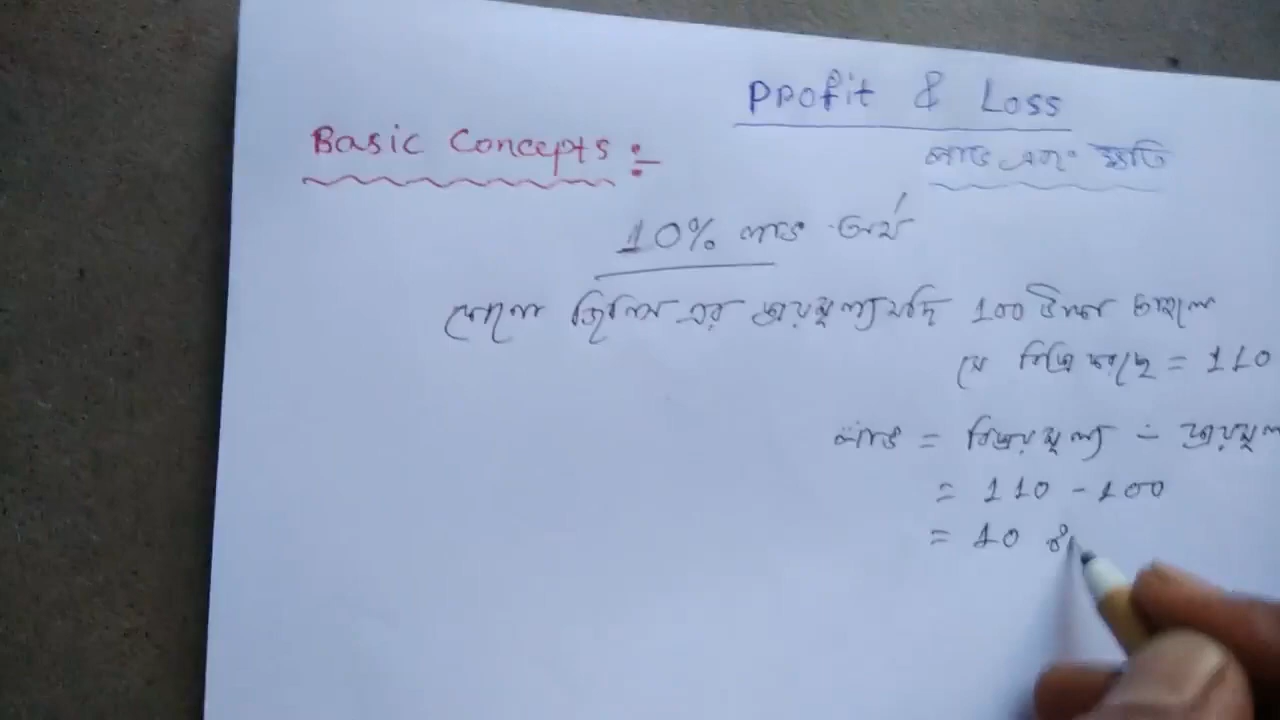 Profit & Loss
Basic Concepts :-
লাভ এবং ক্ষতি
10% লাভ অর্থ
কোনো জিনিস এর ক্রয়মূল্য যদি 100 টাকা তাহলে
বিক্রি করছে = 110
লাভ = বিক্রয়মূল্য - ক্রয়মূল্য
= 110 - 100
= 10